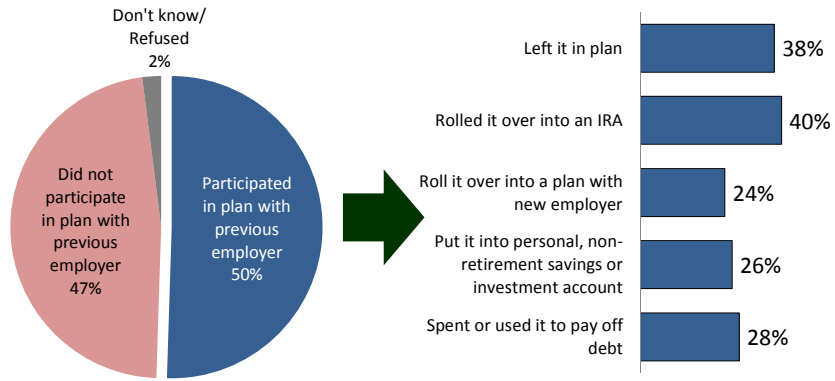 Don't know/
Refused
2%
Did not
participate
in plan with
previous
employer
47%
Participated
in plan with
previous
employer
50%
Left it in plan
38%
Rolled it over into an IRA
40%
Roll it over into a plan with
new employer
24%
Put it into personal, non-
retirement savings or
investment account
26%
Spent or used it to pay off
debt
28%